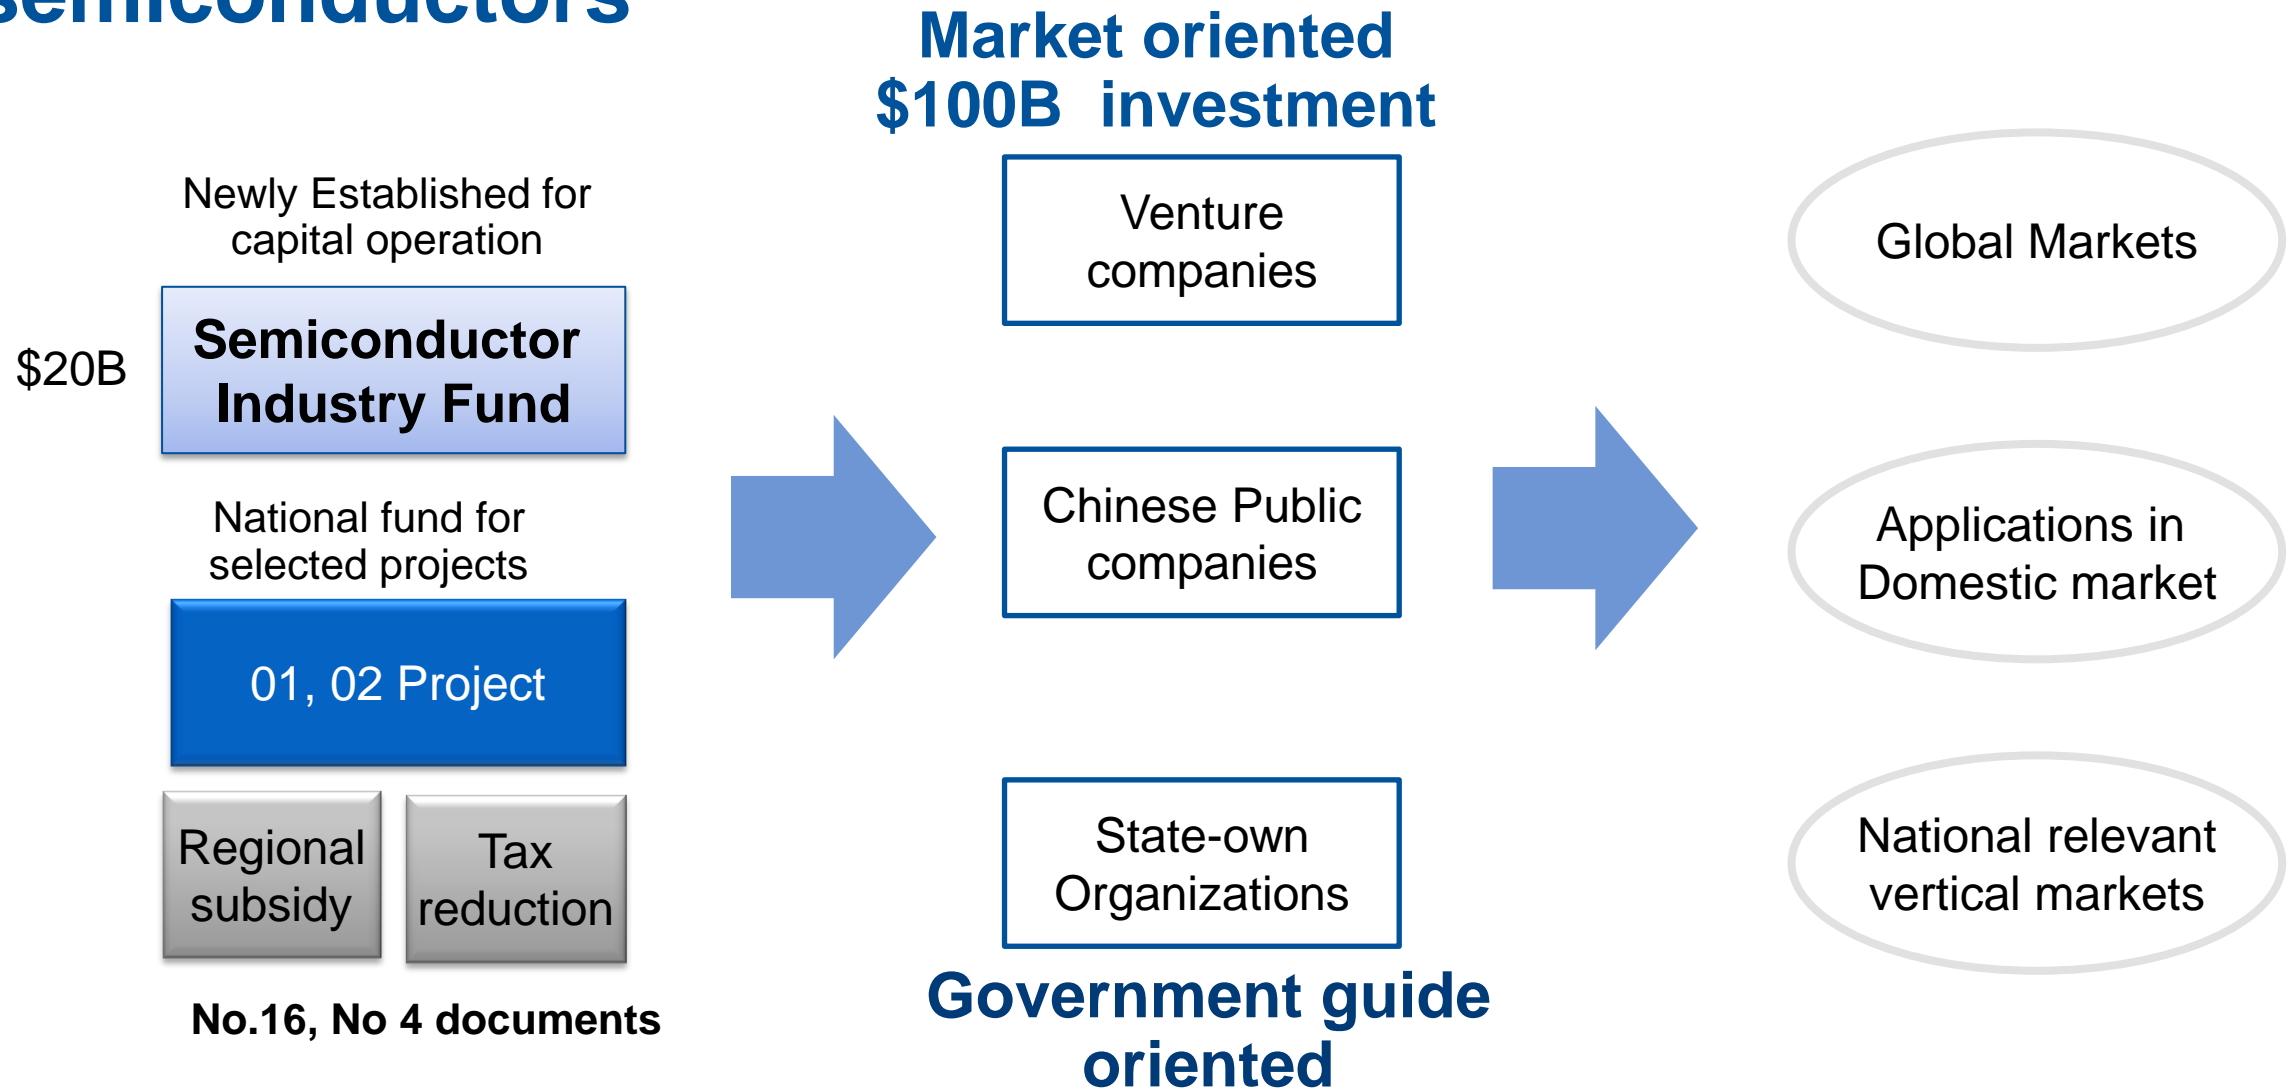 semiconductors
Market oriented
$100B investment
Newly Established for
capital operation
$20B
Semiconductor
Industry Fund
National fund for
selected projects
01, 02 Project
Regional
subsidy
Tax
reduction
No.16, No 4 documents
Venture
companies
Chinese Public
companies
State-own
Organizations
Government guide
oriented
Global Markets
Applications in
Domestic market
National relevant
vertical markets